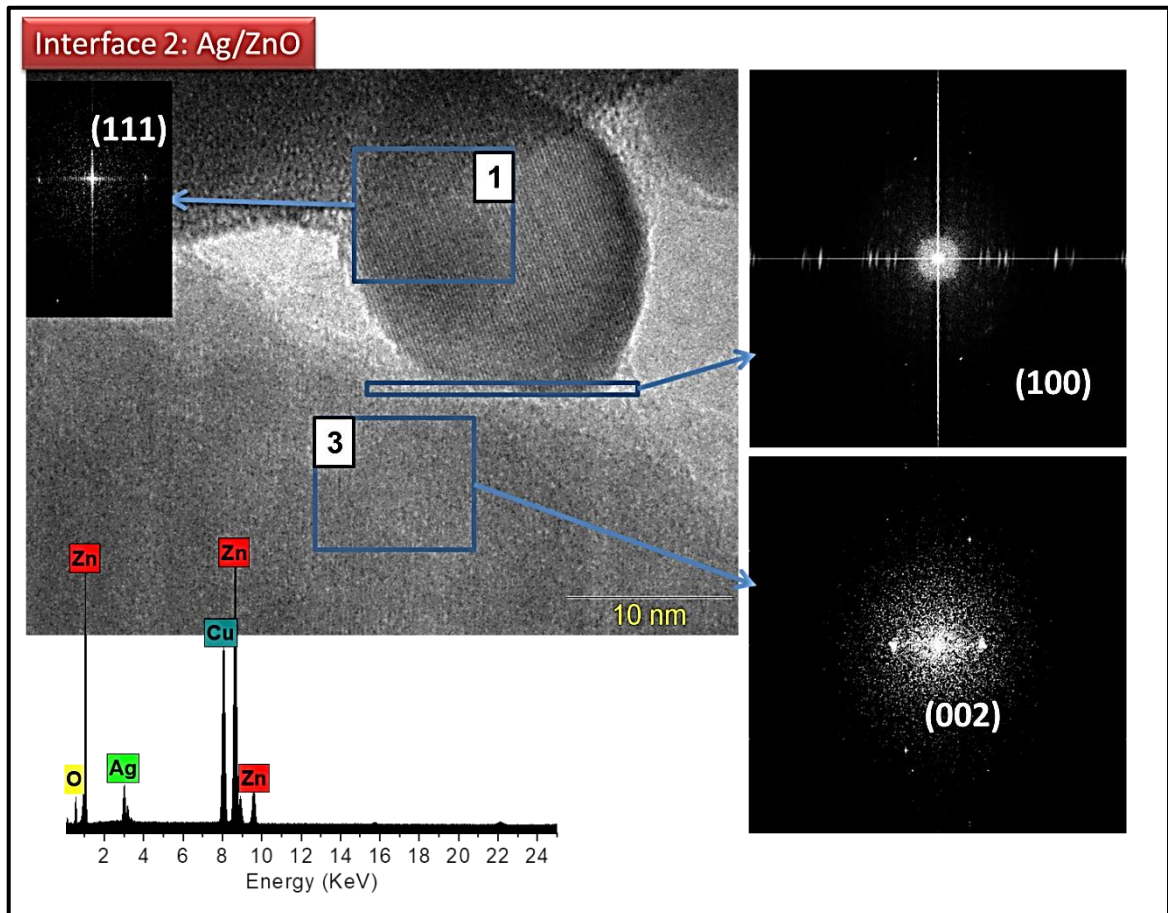 Interface 2: Ag/ZnO
(111)
1
(100)
3
10 nm
(002)
Zn
Zn
Cu
O
Ag
Zn
2 4 6 8 10 12 14 16 18 20 22 24
Energy (KeV)